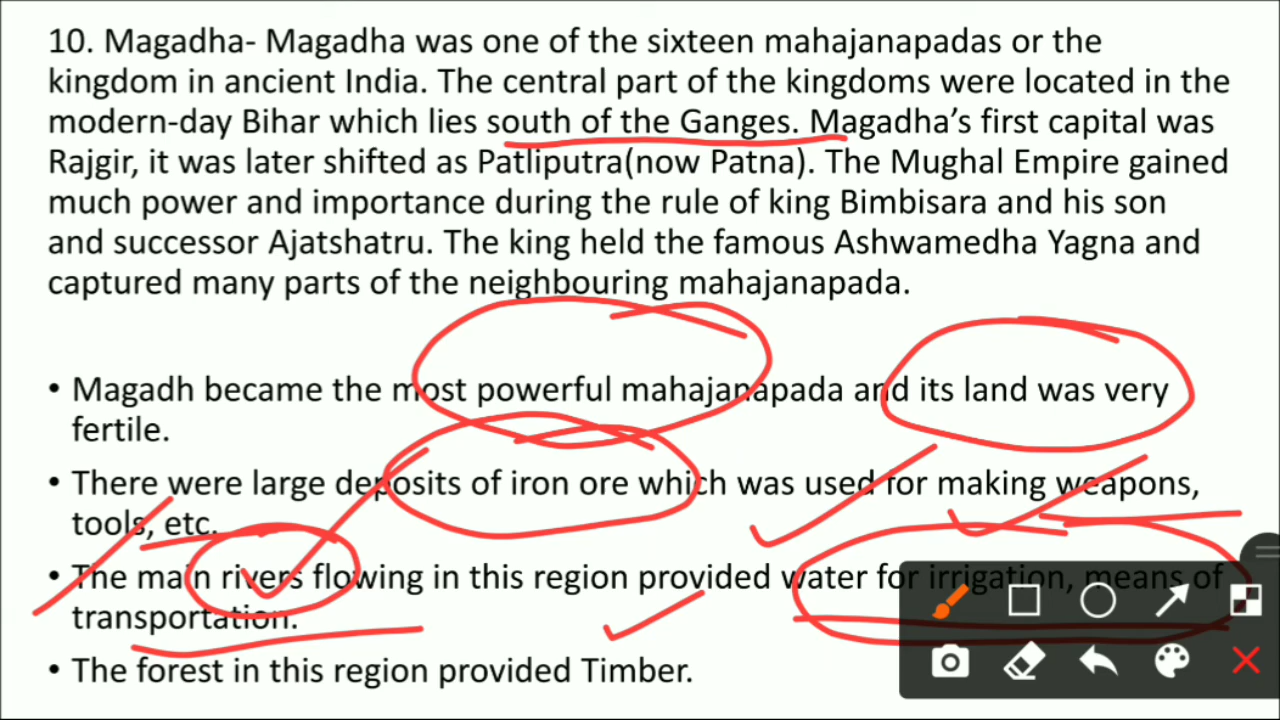 10. Magadha- Magadha was one of the sixteen mahajanapadas or the
kingdom in ancient India. The central part of the kingdoms were located in the
modern-day Bihar which lies south of the Ganges. Magadha’s first capital was
Rajgir, it was later shifted as Patliputra(now Patna). The Mughal Empire gained
much power and importance during the rule of king Bimbisara and his son
and successor Ajatshatru. The king held the famous Ashwamedha Yagna and
captured many parts of the neighbouring mahajanapada.
• Magadh became the most powerful mahajanapada and its land was very
fertile.
• There were large deposits of iron ore which was used for making weapons,
tools, etc.
• The main rivers flowing in this region provided water for irrigation, means of
transportation.
• The forest in this region provided Timber.